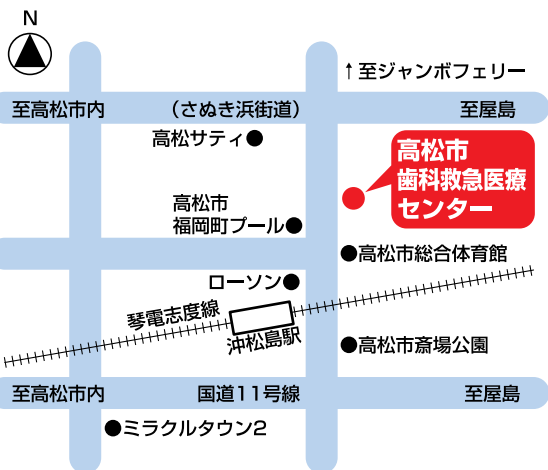 N
↑至ジャンボフェリー
至高松市内
（さぬき浜街道）
至屋島
高松サティ●
高松市
歯科救急医療
センター
高松市
福岡町プール●
●高松市総合体育館
ローソン●
琴電志度線
沖松島駅
●高松市斎場公園
至高松市内
国道11号線
至屋島
●ミラクルタウン2